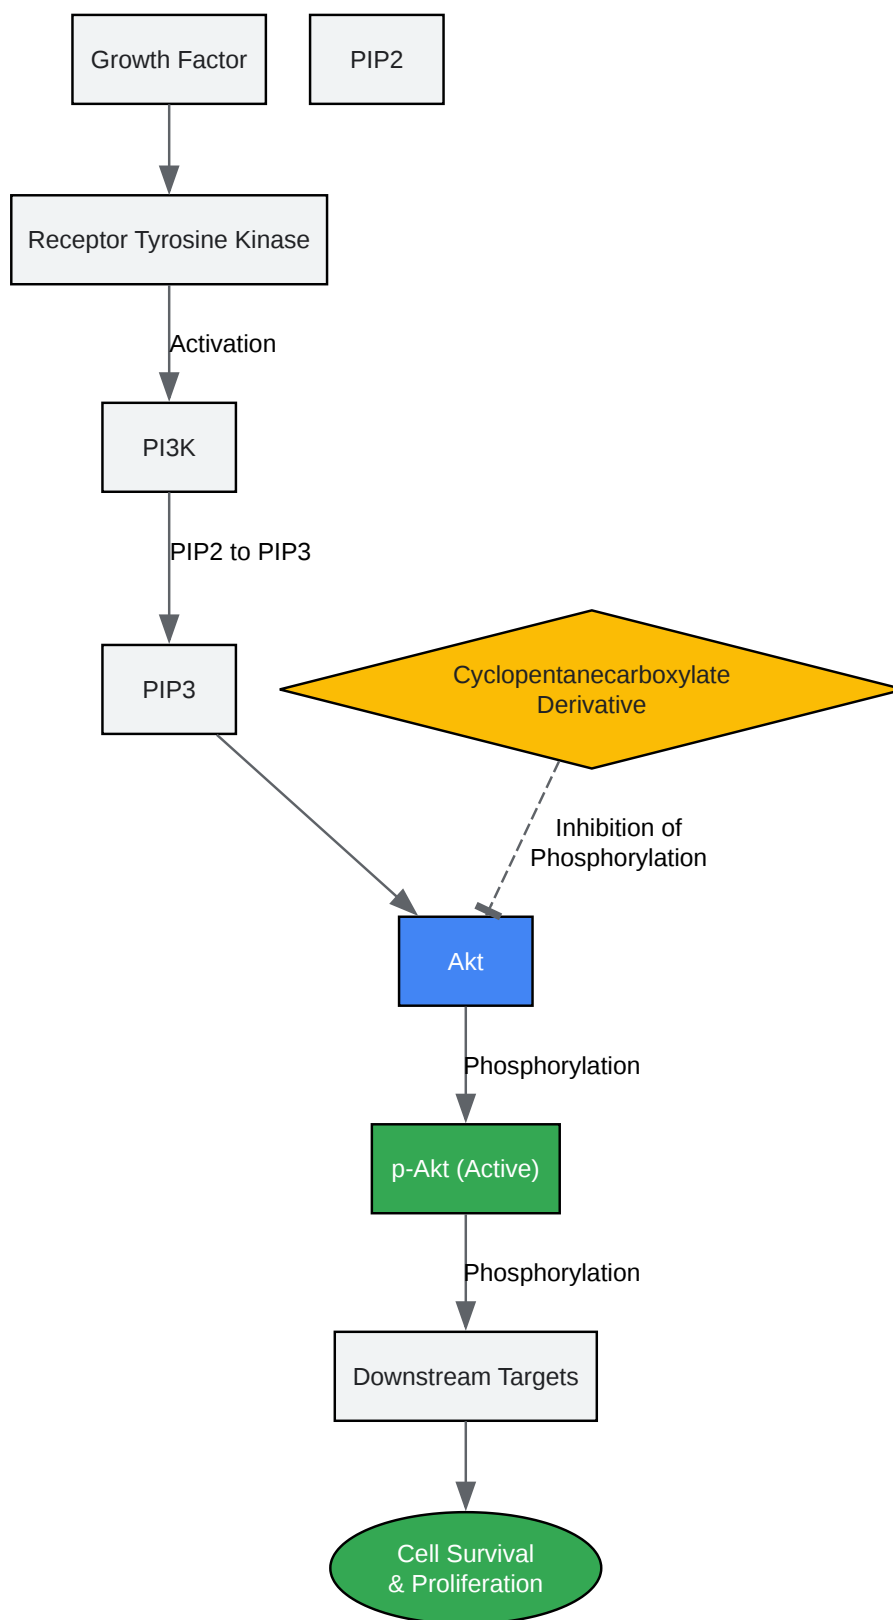 Growth Factor
PIP2
Receptor Tyrosine Kinase
Activation
PI3K
PIP2 to PIP3
PIP3
Cyclopentanecarboxylate
Derivative
Inhibition of
Phosphorylation
Akt
Phosphorylation
p-Akt (Active)
Phosphorylation
Downstream Targets
Cell Survival
& Proliferation